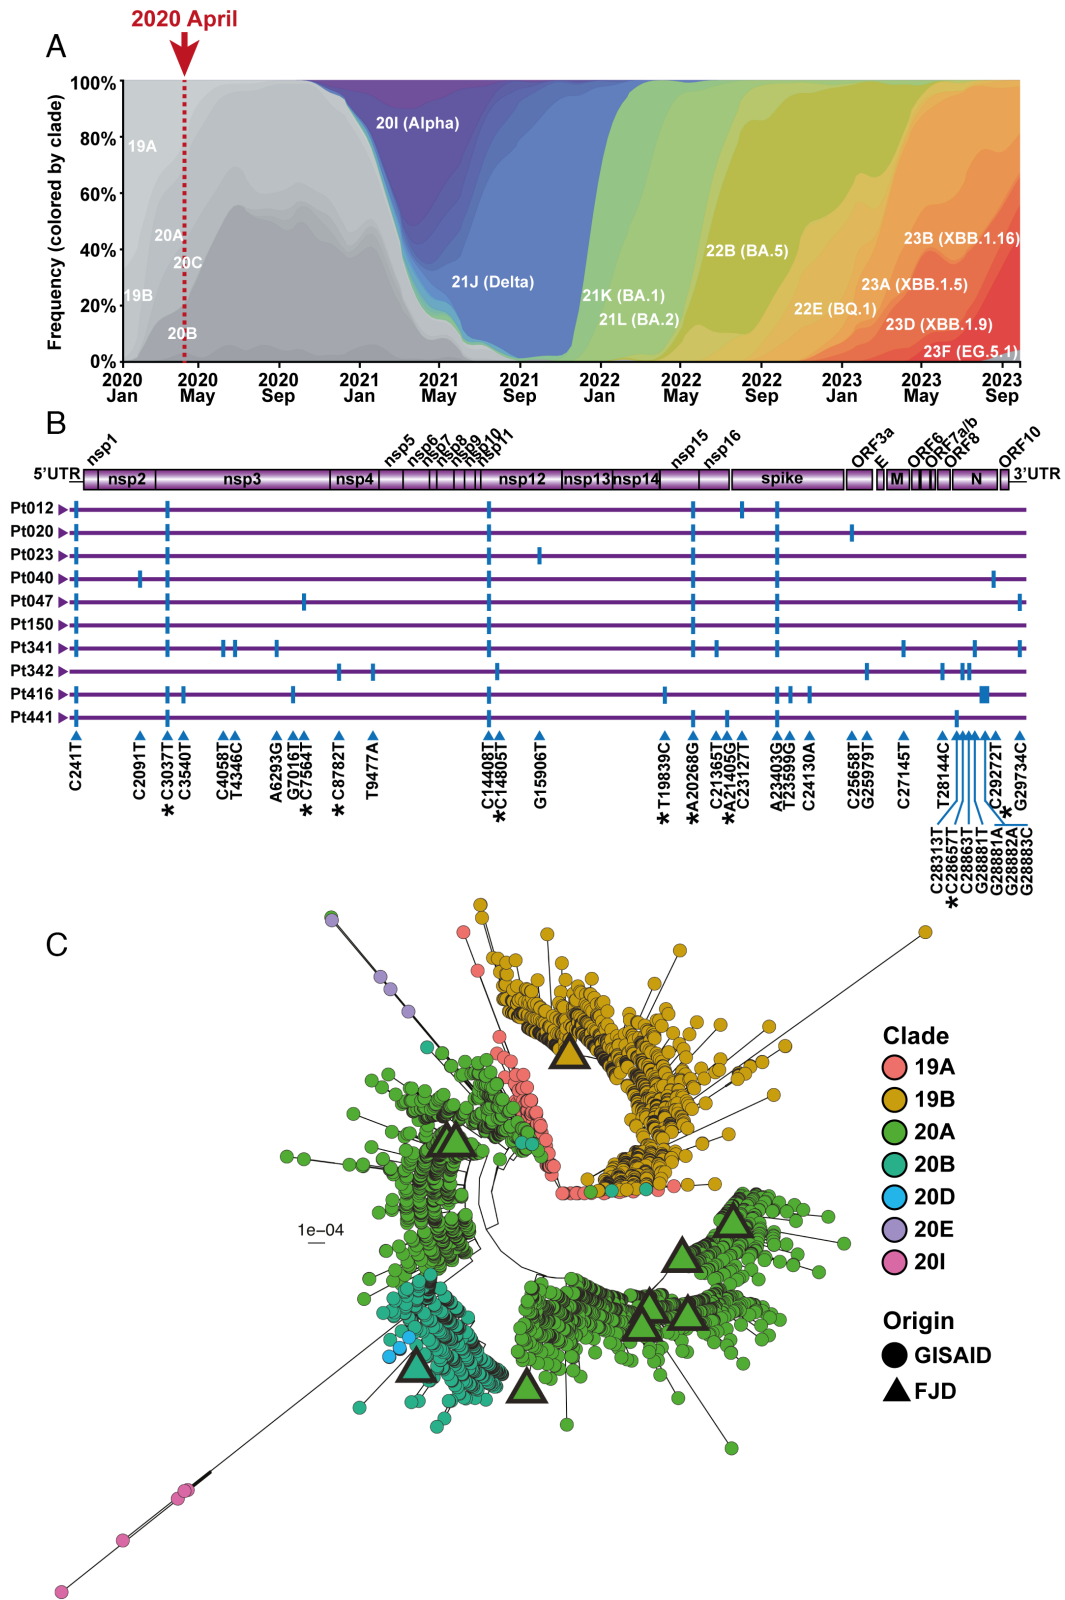 2020 April
A
Frequency (colored by clade)
100%
80%
60%
40%
20%
0%
19A
20A
20C
19B
20B
20I (Alpha)
21J (Delta)
21K (BA.1)
21L (BA.2)
22B (BA.5)
22E (BQ.1)
23B (XBB.1.16)
23A (XBB.1.5)
23D (XBB.1.9)
23F (EG.5.1)
2020 2020 2020 2021 2021 2021 2022 2022 2022 2023 2023 2023
Jan May Sep Jan May Sep Jan May Sep Jan May Sep
B
nsp1 nsp5 nsp6 nsp7 nsp8 nsp9 nsp10 nsp11 nsp15 nsp16 ORF3a E ORF6 ORF7a/b ORF8 ORF10
5'UTR nsp2 nsp3 nsp4 nsp12 nsp13 nsp14 spike M N 3'UTR
Pt012
Pt020
Pt023
Pt040
Pt047
Pt150
Pt341
Pt342
Pt416
Pt441
C241T
C2091T
*C3037T
C3540T
C4058T
T4346C
A6293G
G7016T
*C7564T
*C8782T
T9477A
C14408T
*C14805T
G15906T
*T19839C
*A20268G
C21365T
*A21405G
C23127T
A23403G
T23599G
C24130A
C25658T
G25979T
C27145T
T28144C
C28313T
*C28657T
C28863T
G28881T
G28881A
G28882A
G28883C
*C29272T
G29734C
C
1e−04
Clade
19A
19B
20A
20B
20D
20E
20I
Origin
GISAID
FJD